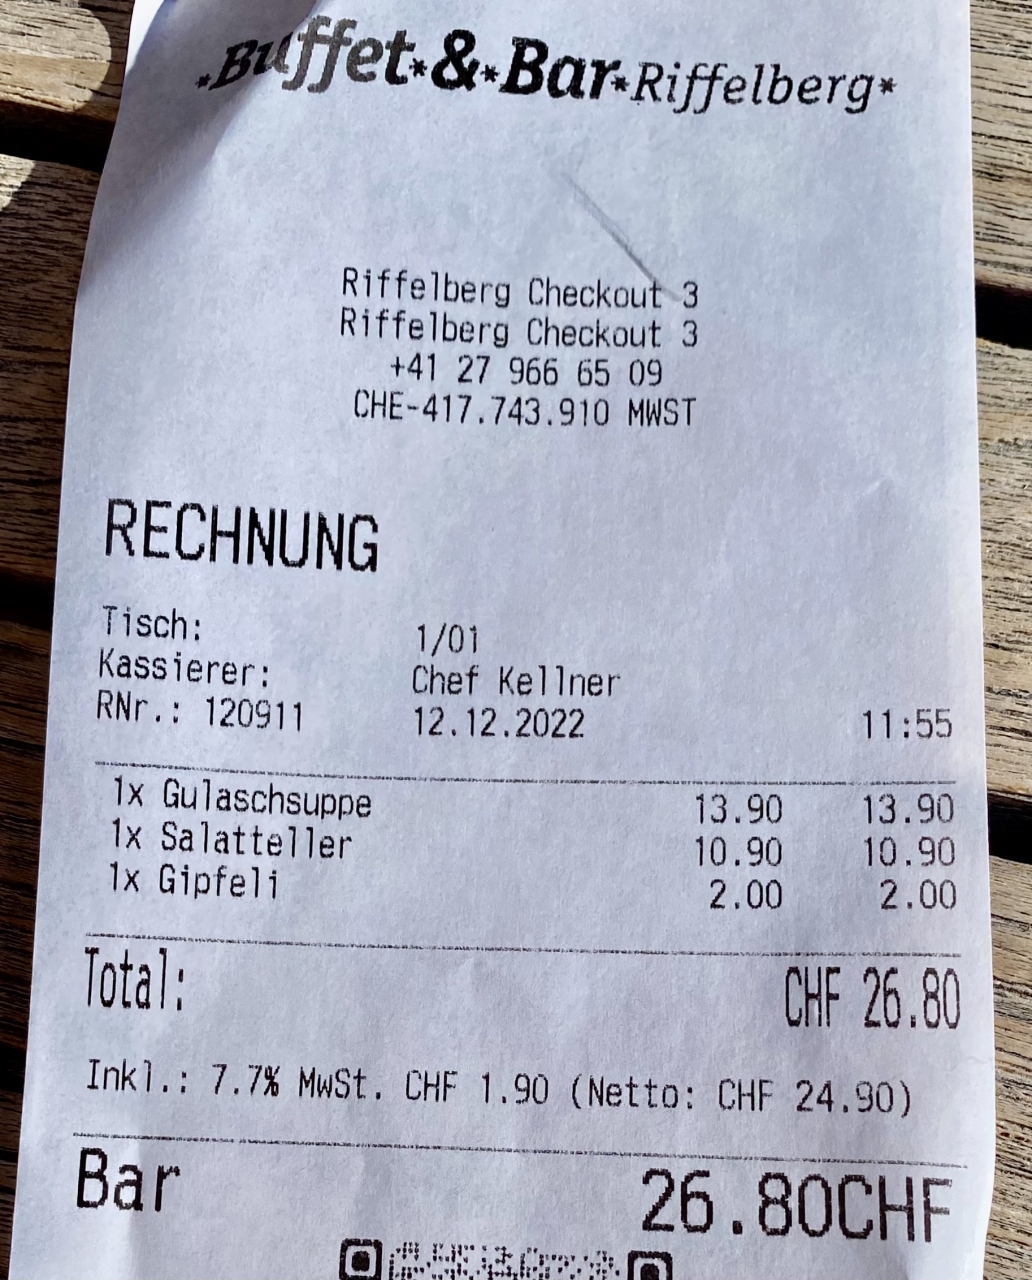 *Buffet*&*Bar*Riffelberg*
Riffelberg Checkout 3
Riffelberg Checkout 3
+41 27 966 65 09
CHE-417.743.910 MWST
RECHNUNG
Tisch: 1/01
Kassierer: Chef Kellner
RNr.: 120911 12.12.2022 11:55
1x Gulaschsuppe 13.90 13.90
1x Salatteller 10.90 10.90
1x Gipfeli 2.00 2.00
Total: CHF 26.80
Inkl.: 7.7% MwSt. CHF 1.90 (Netto: CHF 24.90)
Bar 26.80CHF